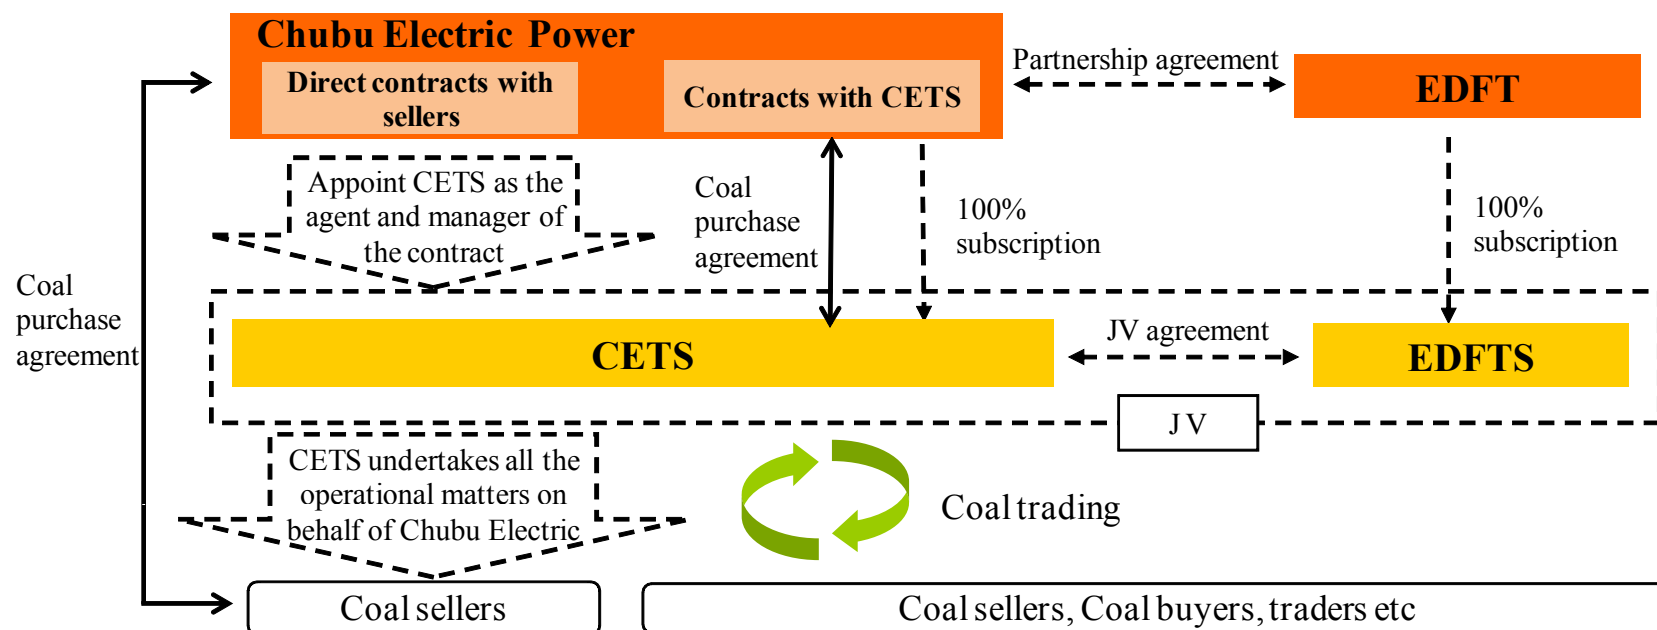 Chubu Electric Power
Direct contracts with
sellers
Contracts with CETS
Partnership agreement
EDFT
Appoint CETS as the
agent and manager of
the contract
Coal
purchase
agreement
100%
subscription
100%
subscription
Coal
purchase
agreement
CETS
JV agreement
EDFTS
JV
CETS undertakes all the
operational matters on
behalf of Chubu Electric
Coal trading
Coal sellers
Coal sellers, Coal buyers, traders etc